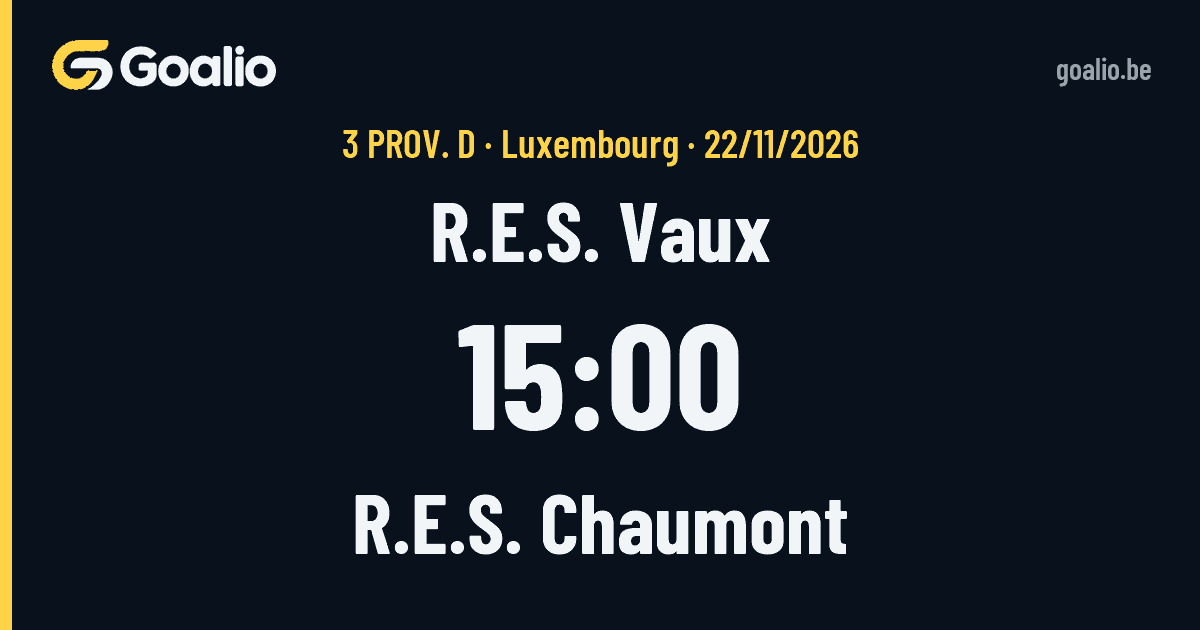 Goalio
goalio.be
3 PROV. D · Luxembourg · 22/11/2026
R.E.S. Vaux
15:00
R.E.S. Chaumont